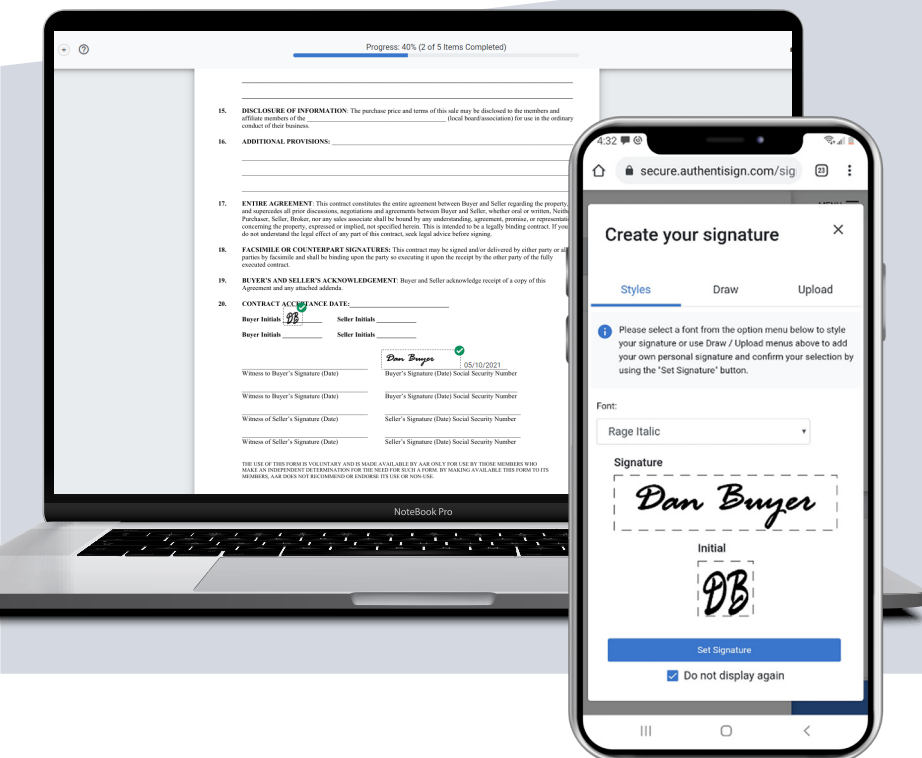 Progress: 40% (2 of 5 Items Completed)
15. DISCLOSURE OF INFORMATION: The purchase price and terms of this sale may be disclosed to the members and
affiliate members of the (local board/association) for use in the ordinary
conduct of their business.
16. ADDITIONAL PROVISIONS:
17. ENTIRE AGREEMENT: This contract constitutes the entire agreement between Buyer and Seller regarding the property,
and supercedes all prior discussions, negotiations and agreements between Buyer and Seller, whether oral or written, Neith
Purchaser, Seller, Broker, nor any sales associate shall be bound by any understanding, agreement, promise, or representati
concerning the property, expressed or implied, not specified herein. This is intended to be a legally binding contract. If you
do not understand the legal effect of any part of this contract, seek legal advice before signing.
18. FACSIMILE OR COUNTERPART SIGNATURES: This contract may be signed and/or delivered by either party or all
parties by facsimile and shall be binding upon the party so executing it upon the receipt by the other party of the fully
executed contract.
19. BUYER'S AND SELLER'S ACKNOWLEDGEMENT: Buyer and Seller acknowledge receipt of a copy of this
Agreement and any attached addenda.
20. CONTRACT ACCEPTANCE DATE:
Buyer Initials DB Seller Initials
Buyer Initials Seller Initials
Dan Buyer 05/10/2021
Witness to Buyer's Signature (Date) Buyer's Signature (Date) Social Security Number
Witness to Buyer's Signature (Date) Buyer's Signature (Date) Social Security Number
Witness of Seller's Signature (Date) Seller's Signature (Date) Social Security Number
Witness of Seller's Signature (Date) Seller's Signature (Date) Social Security Number
THE USE OF THIS FORM IS VOLUNTARY AND IS MADE AVAILABLE BY AAR ONLY FOR USE BY THOSE MEMBERS WHO
MAKE AN INDEPENDENT DETERMINATION FOR THE NEED FOR SUCH A FORM. BY MAKING AVAILABLE THIS FORM TO ITS
MEMBERS, AAR DOES NOT RECOMMEND OR ENDORSE ITS USE OR NON-USE.
NoteBook Pro
4:32
secure.authentisign.com/sig 23
Create your signature
Styles Draw Upload
Please select a font from the option menu below to style
your signature or use Draw / Upload menus above to add
your own personal signature and confirm your selection by
using the "Set Signature" button.
Font:
Rage Italic
Signature
Dan Buyer
Initial
DB
Set Signature
Do not display again